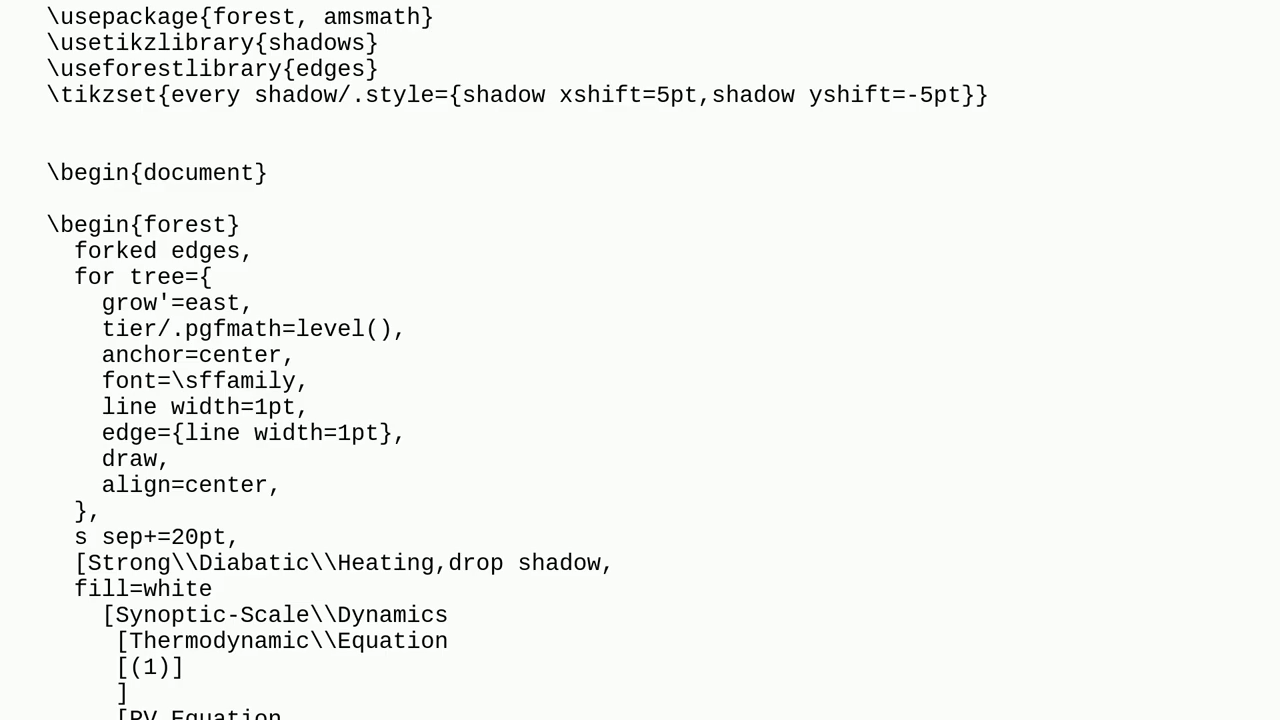 \usepackage{forest, amsmath}
\usetikzlibrary{shadows}
\useforestlibrary{edges}
\tikzset{every shadow/.style={shadow xshift=5pt,shadow yshift=-5pt}}
\begin{document}
\begin{forest}
  forked edges,
  for tree={
    grow'=east,
    tier/.pgfmath=level(),
    anchor=center,
    font=\sffamily,
    line width=1pt,
    edge={line width=1pt},
    draw,
    align=center,
  },
  s sep+=20pt,
  [Strong\\Diabatic\\Heating,drop shadow,
  fill=white
    [Synoptic-Scale\\Dynamics
     [Thermodynamic\\Equation
     [(1)]
     ]
     [PV Equation